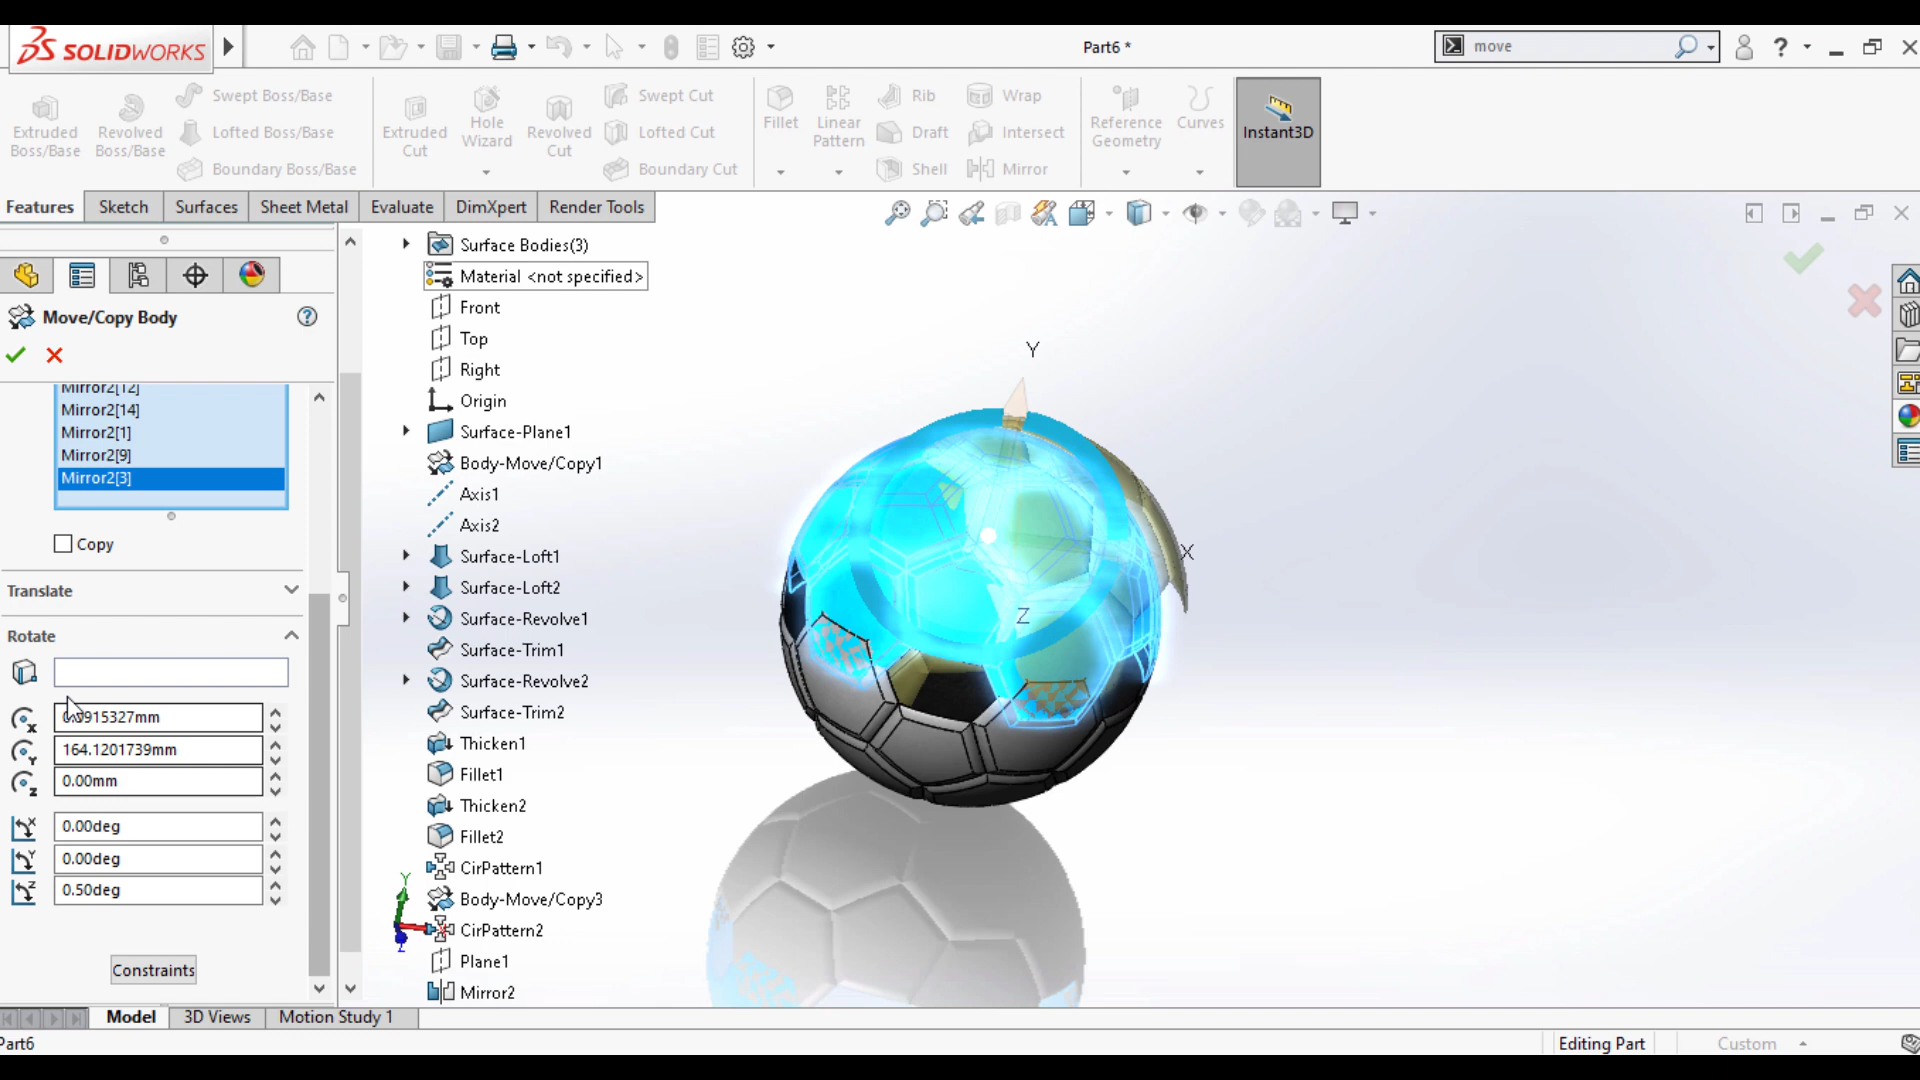 SOLIDWORKS
Part6 *
move
?
Extruded
Boss/Base
Revolved
Boss/Base
Swept Boss/Base
Lofted Boss/Base
Boundary Boss/Base
Extruded
Cut
Hole
Wizard
Revolved
Cut
Swept Cut
Lofted Cut
Boundary Cut
Fillet
Linear
Pattern
Rib
Draft
Shell
Wrap
Intersect
Mirror
Reference
Geometry
Curves
Instant3D
Features
Sketch
Surfaces
Sheet Metal
Evaluate
DimXpert
Render Tools
Move/Copy Body
?
Mirror2[12]
Mirror2[14]
Mirror2[1]
Mirror2[9]
Mirror2[3]
Copy
Translate
Rotate
164.1201739mm
0.00mm
0.00deg
0.00deg
0.50deg
Constraints
Surface Bodies(3)
Material <not specified>
Front
Top
Right
Origin
Surface-Plane1
Body-Move/Copy1
Axis1
Axis2
Surface-Loft1
Surface-Loft2
Surface-Revolve1
Surface-Trim1
Surface-Revolve2
Surface-Trim2
Thicken1
Fillet1
Thicken2
Fillet2
CirPattern1
Body-Move/Copy3
CirPattern2
Plane1
Mirror2
Y
X
Z
Y
Z
Model
3D Views
Motion Study 1
Part6
Editing Part
Custom